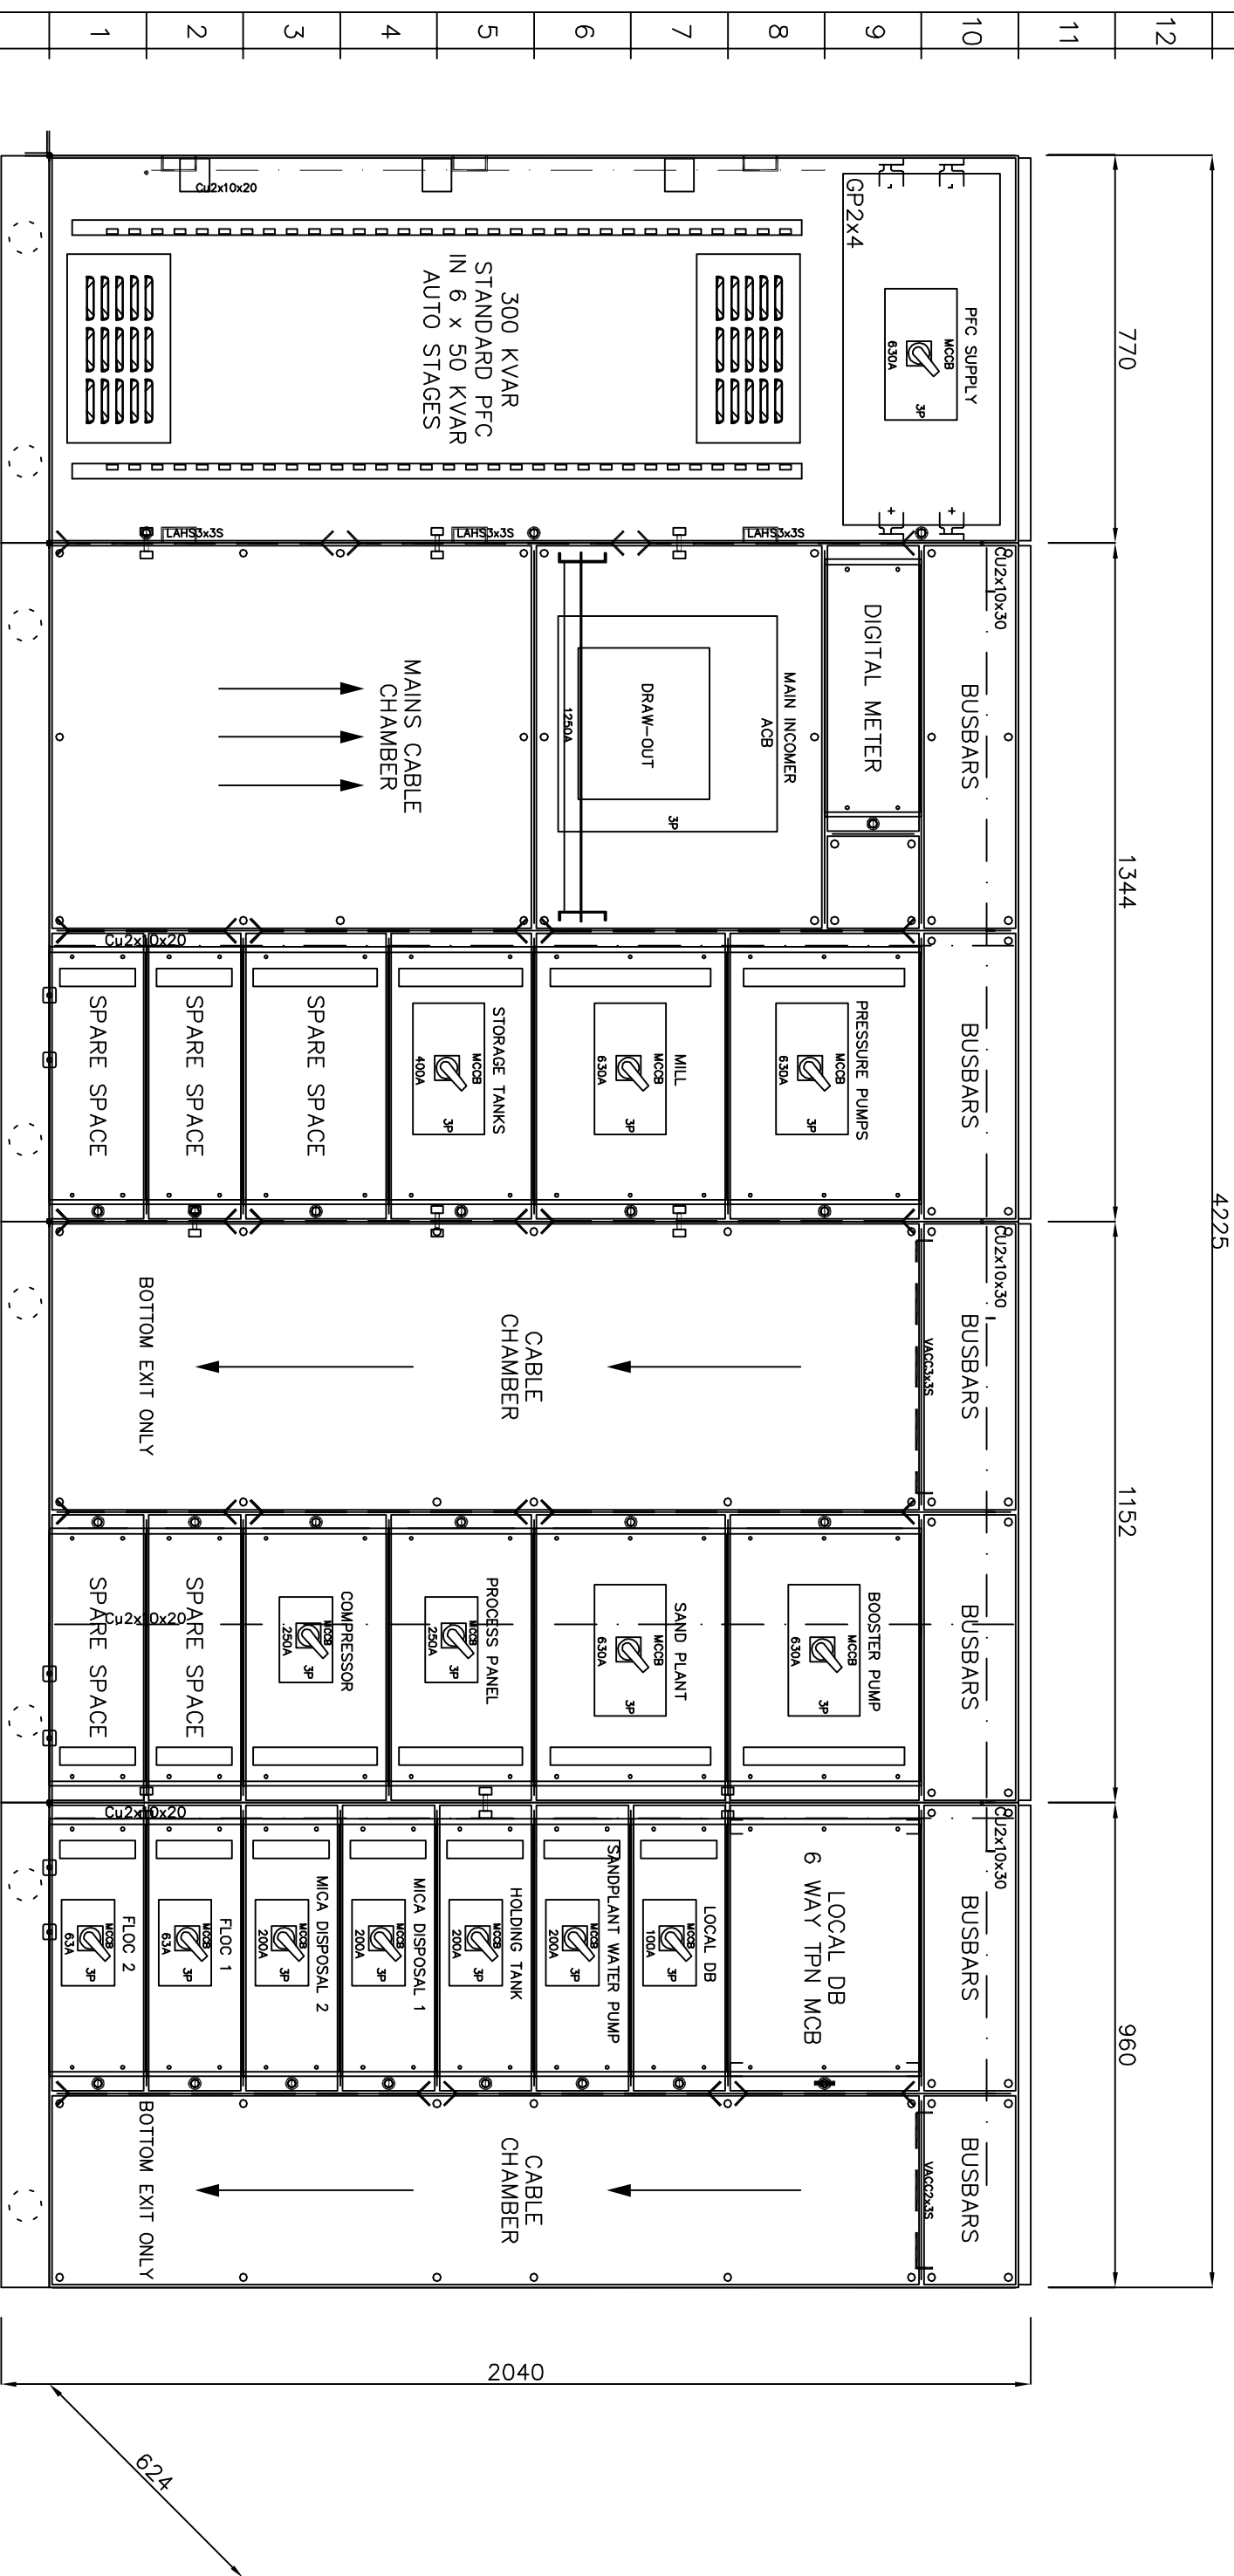 12
11
10
9
8
7
6
5
4
3
2
1
4225
770
1344
1152
960
2040
624
GP2x4
PFC SUPPLY
MCCB
630A
3P
300 KVAR
STANDARD PFC
IN 6 x 50 KVAR
AUTO STAGES
Cu2x10x20
LAHS3x3S
LAHS3x3S
LAHS3x3S
CU2x10x30
BUSBARS
DIGITAL METER
MAIN INCOMER
ACB
DRAW-OUT
1250A
3P
MAINS CABLE
CHAMBER
BUSBARS
PRESSURE PUMPS
MCCB
630A
3P
MILL
MCCB
630A
3P
STORAGE TANKS
MCCB
400A
3P
SPARE SPACE
SPARE SPACE
SPARE SPACE
Cu2x10x20
CU2x10x30
BUSBARS
VACC3x3S
CABLE
CHAMBER
BOTTOM EXIT ONLY
BUSBARS
BOOSTER PUMP
MCCB
630A
3P
SAND PLANT
MCCB
630A
3P
PROCESS PANEL
MCCB
250A
3P
COMPRESSOR
MCCB
250A
3P
SPARE SPACE
Cu2x10x20
SPARE SPACE
CU2x10x30
BUSBARS
LOCAL DB
6 WAY TPN MCB
LOCAL DB
MCCB
100A
3P
SANDPLANT WATER PUMP
MCCB
200A
3P
HOLDING TANK
MCCB
200A
3P
MICA DISPOSAL 1
MCCB
200A
3P
MICA DISPOSAL 2
MCCB
200A
3P
FLOC 1
MCCB
63A
3P
FLOC 2
MCCB
63A
3P
Cu2x10x20
BUSBARS
VACC2x3S
CABLE
CHAMBER
BOTTOM EXIT ONLY